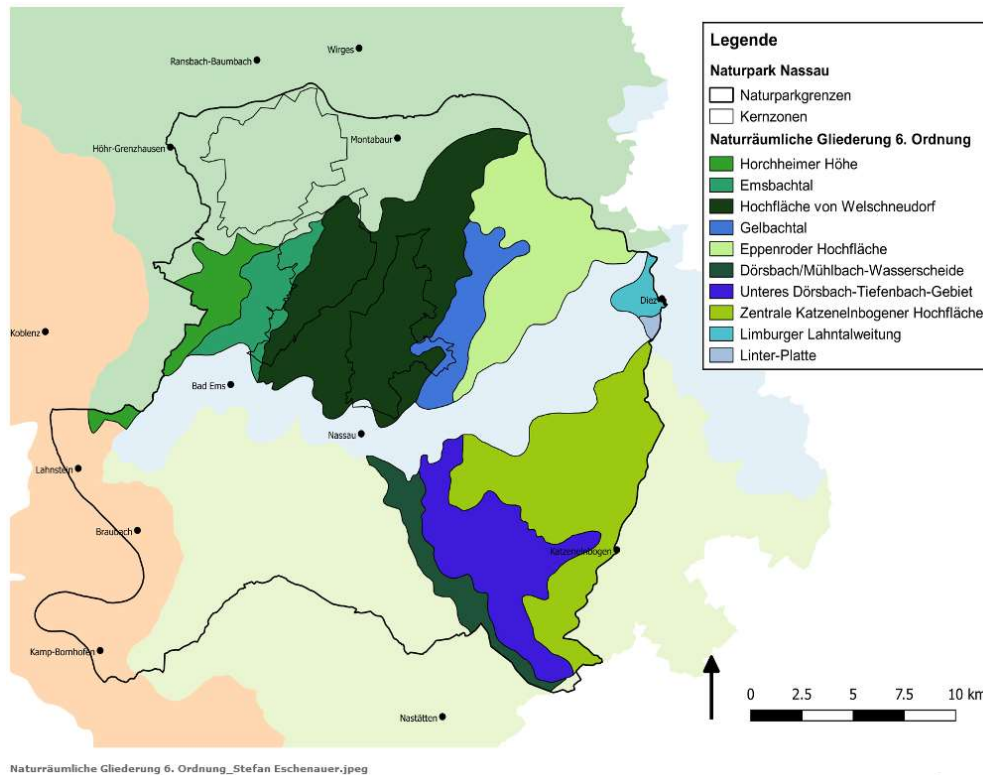 Wirges
Ransbach-Baumbach
Montabaur
Höhr-Grenzhausen
Diez
Koblenz
Bad Ems
Nassau
Lahnstein
Braubach
Katzenelnbogen
Kamp-Bornhofen
Nastätten
Legende
Naturpark Nassau
Naturparkgrenzen
Kernzonen
Naturräumliche Gliederung 6. Ordnung
Horchheimer Höhe
Emsbachtal
Hochfläche von Welschneudorf
Gelbachtal
Eppenroder Hochfläche
Dörsbach/Mühlbach-Wasserscheide
Unteres Dörsbach-Tiefenbach-Gebiet
Zentrale Katzenelnbogener Hochfläche
Limburger Lahntalweitung
Linter-Platte
0 2.5 5 7.5 10 km
Naturräumliche Gliederung 6. Ordnung_Stefan Eschenauer.jpeg